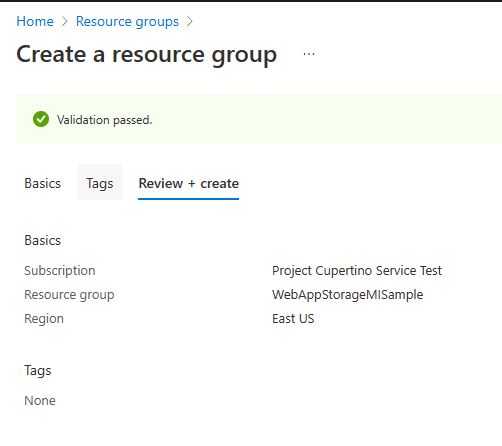 Home > Resource groups >
Create a resource group ...
Validation passed.
Basics Tags Review + create
Basics
Subscription Project Cupertino Service Test
Resource group WebAppStorageMISample
Region East US
Tags
None